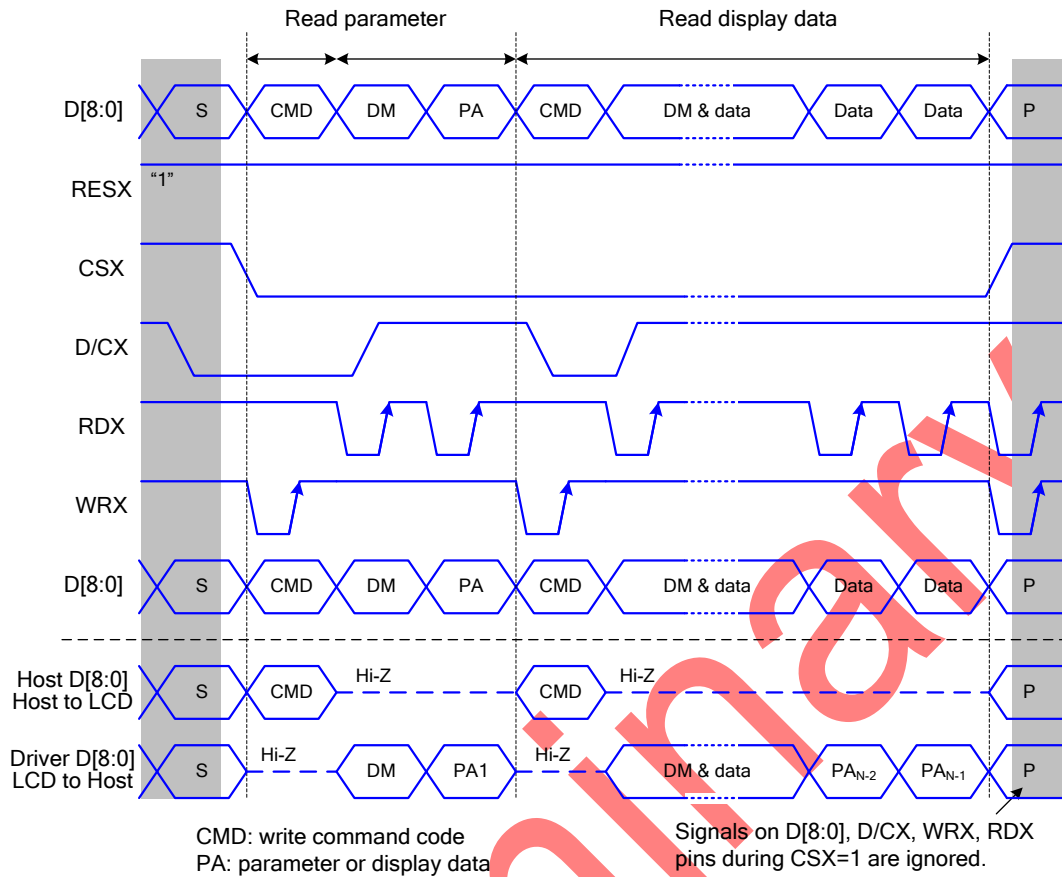 Read parameter
Read display data
D[8:0]
S
CMD
DM
PA
CMD
DM & data
Data
Data
P
RESX
“1”
CSX
D/CX
RDX
WRX
D[8:0]
S
CMD
DM
PA
CMD
DM & data
Data
Data
P
Host D[8:0]
Host to LCD
S
CMD
Hi-Z
CMD
Hi-Z
P
Driver D[8:0]
LCD to Host
S
Hi-Z
DM
PA1
Hi-Z
DM & data
PAN-2
PAN-1
P
CMD: write command code
PA: parameter or display data
Signals on D[8:0], D/CX, WRX, RDX
pins during CSX=1 are ignored.